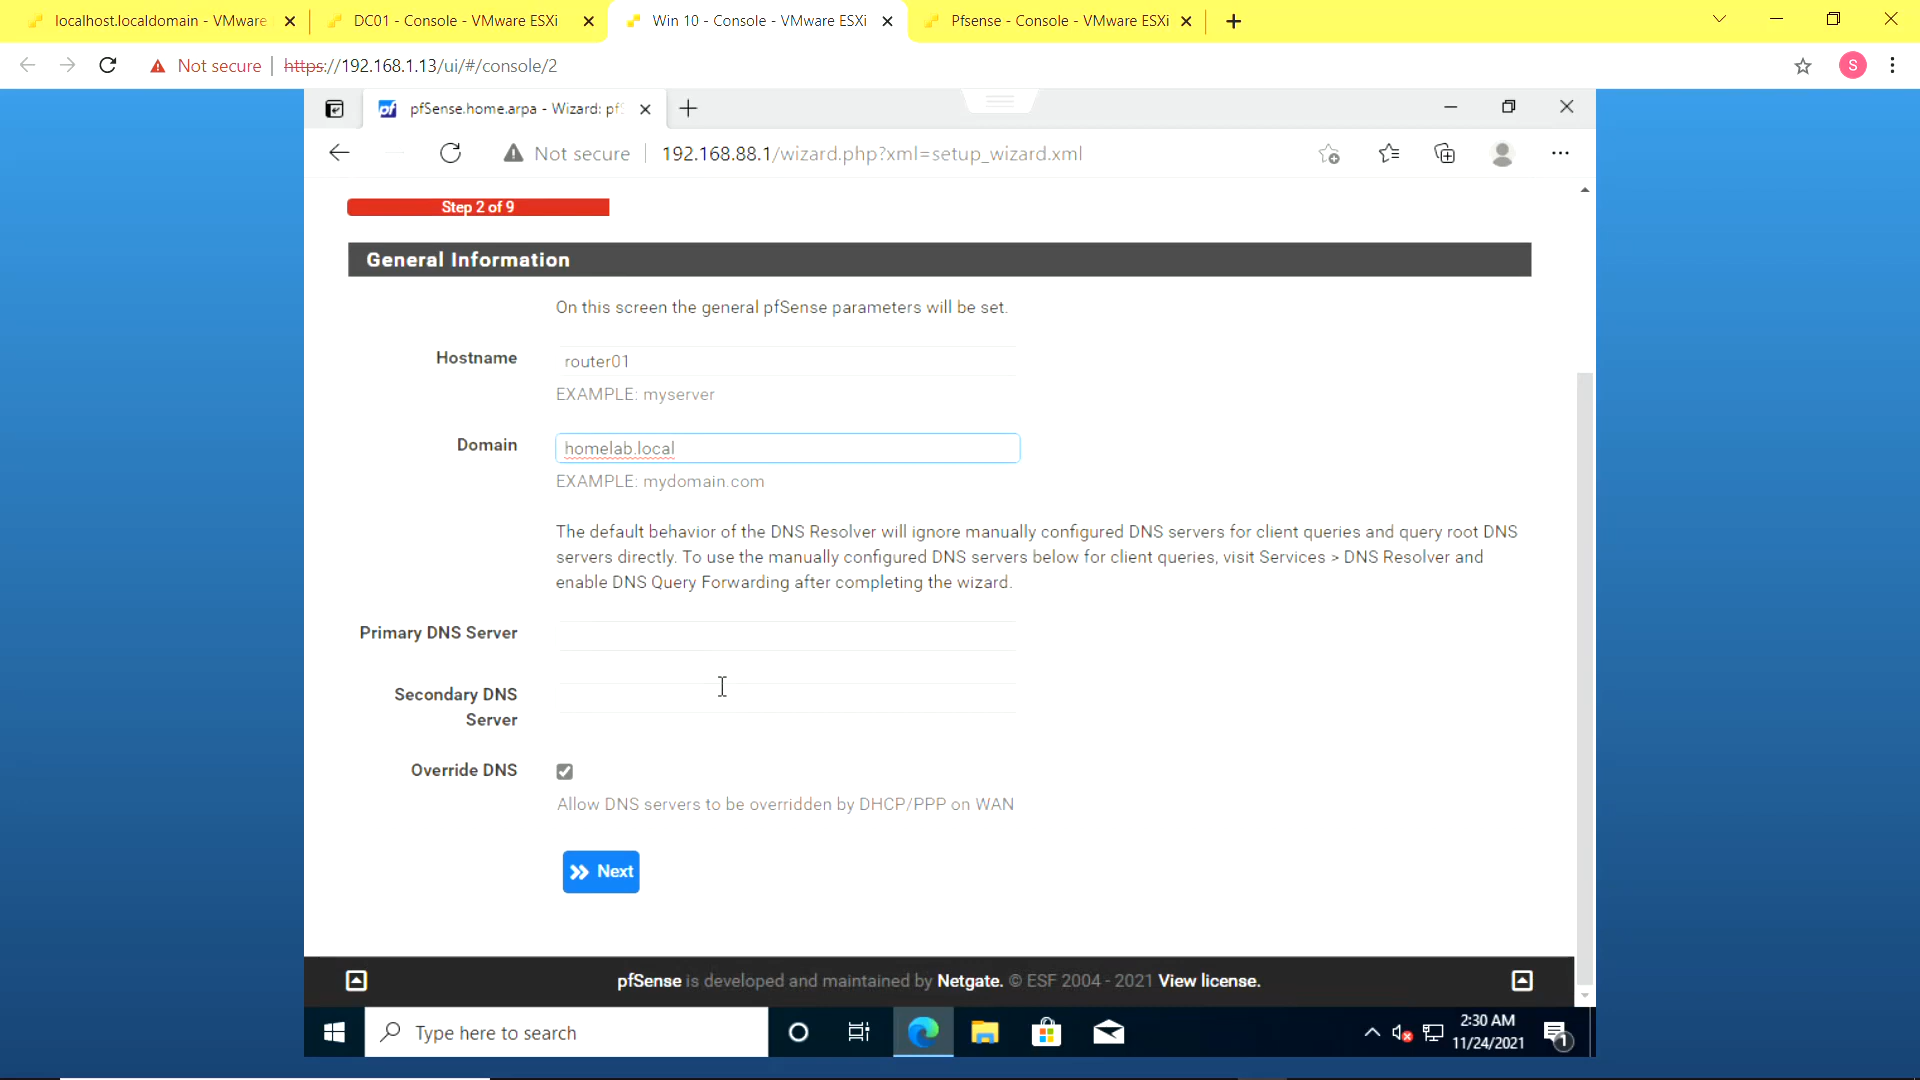 localhost.localdomain - VMware
DC01 - Console - VMware ESXi
Win 10 - Console - VMware ESXi
Pfsense - Console - VMware ESXi
Not secure
https://192.168.1.13/ui/#/console/2
S
pfSense.home.arpa - Wizard: pfS
Not secure
192.168.88.1/wizard.php?xml=setup_wizard.xml
Step 2 of 9
General Information
On this screen the general pfSense parameters will be set.
Hostname
router01
EXAMPLE: myserver
Domain
homelab.local
EXAMPLE: mydomain.com
The default behavior of the DNS Resolver will ignore manually configured DNS servers for client queries and query root DNS
servers directly. To use the manually configured DNS servers below for client queries, visit Services > DNS Resolver and
enable DNS Query Forwarding after completing the wizard.
Primary DNS Server
Secondary DNS
Server
Override DNS
Allow DNS servers to be overridden by DHCP/PPP on WAN
Next
pfSense is developed and maintained by Netgate. © ESF 2004 - 2021 View license.
Type here to search
2:30 AM
11/24/2021
1